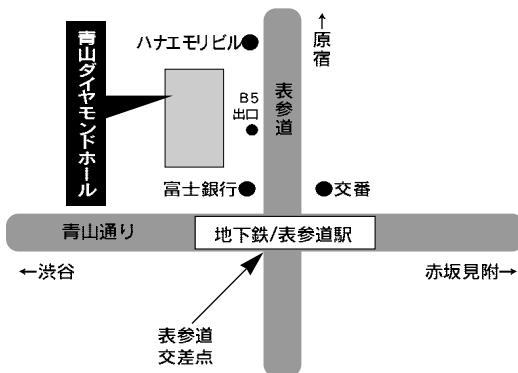 青山ダイヤモンドホール
ハナエモリビル
↑原宿
B5
出口
表参道
富士銀行
交番
青山通り
地下鉄/表参道駅
←渋谷
赤坂見附→
表参道
交差点